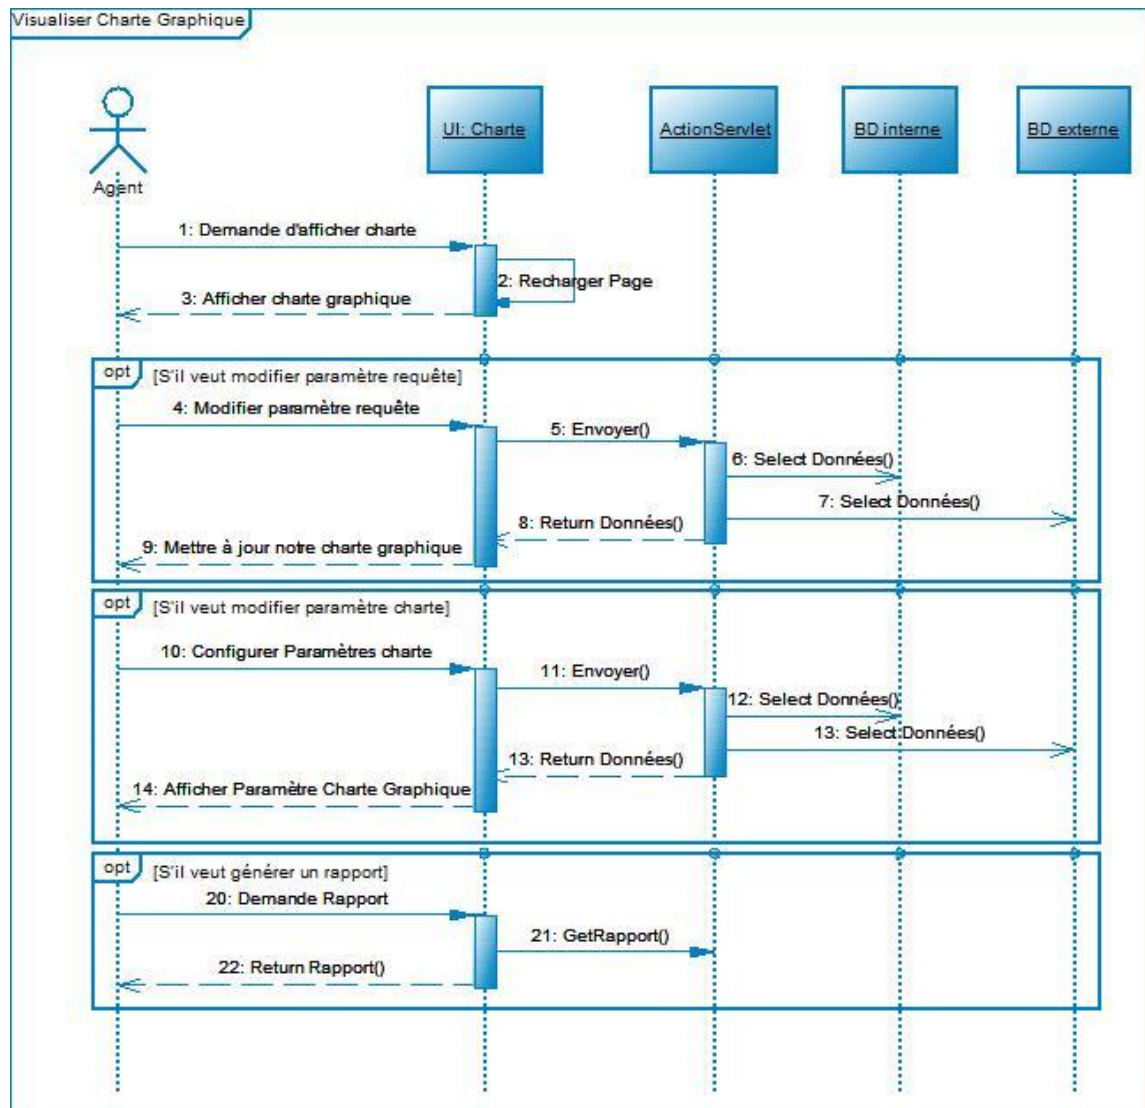 Visualiser Charte Graphique
Agent
UI: Charte
ActionServlet
BD interne
BD externe
1: Demande d'afficher charte
2: Recharger Page
3: Afficher charte graphique
opt
[S'il veut modifier paramètre requête]
4: Modifier paramètre requête
5: Envoyer()
6: Select Données()
7: Select Données()
8: Return Données()
9: Mettre à jour notre charte graphique
opt
[S'il veut modifier paramètre charte]
10: Configurer Paramètres charte
11: Envoyer()
12: Select Données()
13: Select Données()
13: Return Données()
14: Afficher Paramètre Charte Graphique
opt
[S'il veut générer un rapport]
20: Demande Rapport
21: GetRapport()
22: Return Rapport()